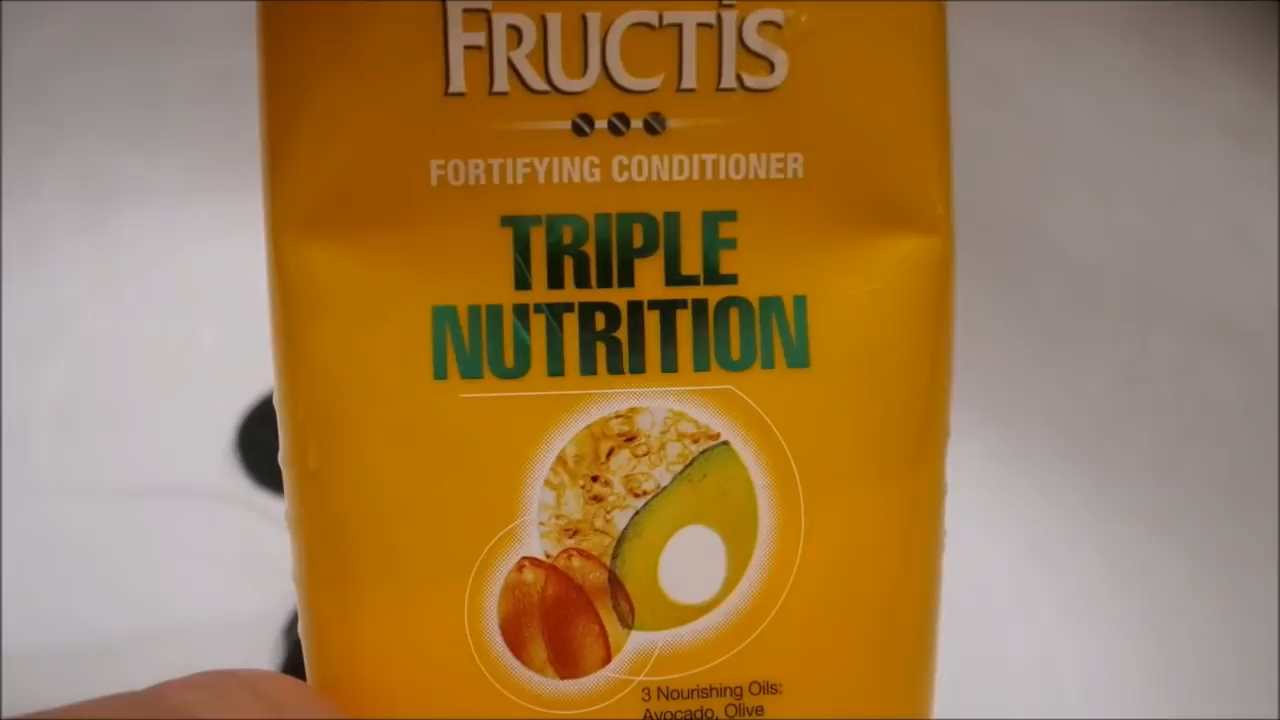 FRUCTIS
FORTIFYING CONDITIONER
TRIPLE
NUTRITION
3 Nourishing Oils:
Avocado, Olive